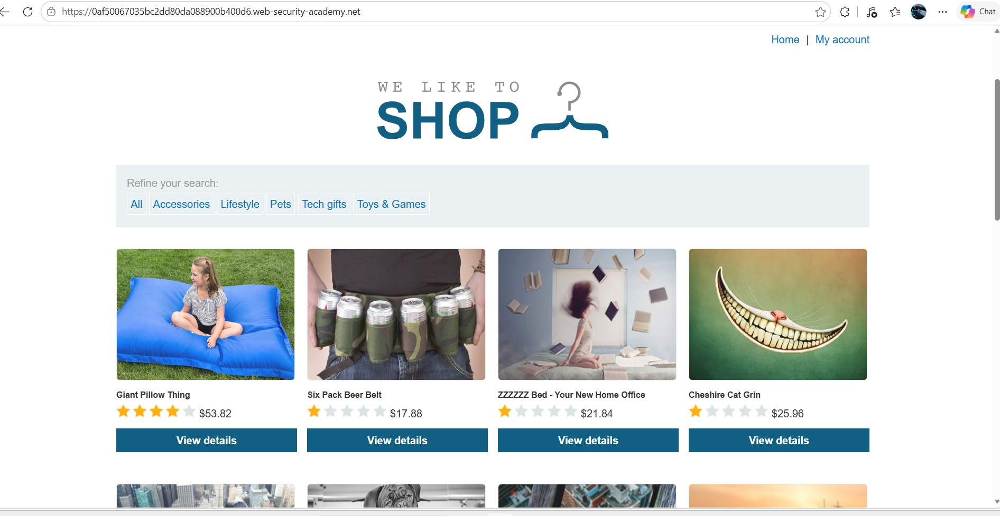 https://0af50067035bc2dd80da088900b400d6.web-security-academy.net
Chat
Home | My account
WE LIKE TO
SHOP
Refine your search:
All Accessories Lifestyle Pets Tech gifts Toys & Games
Giant Pillow Thing
$53.82
View details
Six Pack Beer Belt
$17.88
View details
ZZZZZZ Bed - Your New Home Office
$21.84
View details
Cheshire Cat Grin
$25.96
View details